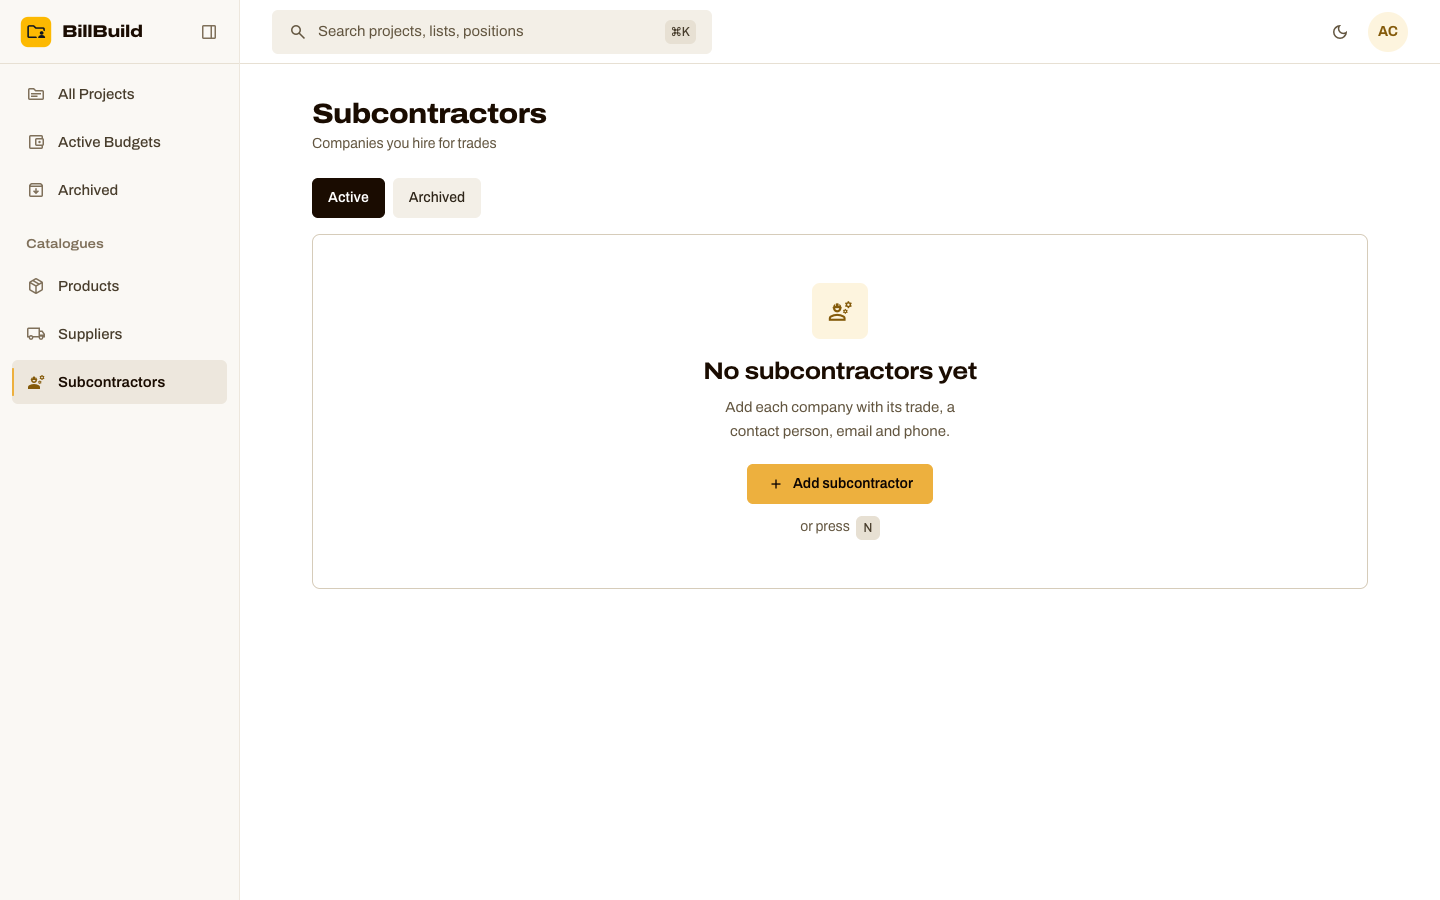 BillBuild
Search projects, lists, positions
⌘K
AC
All Projects
Active Budgets
Archived
Catalogues
Products
Suppliers
Subcontractors
Subcontractors
Companies you hire for trades
Active
Archived
No subcontractors yet
Add each company with its trade, a
contact person, email and phone.
Add subcontractor
or press N